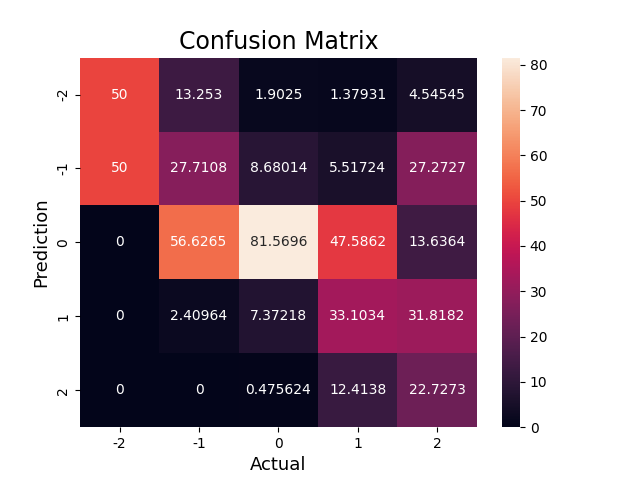 Confusion Matrix
Prediction
-2 50 13.253 1.9025 1.37931 4.54545
-1 50 27.7108 8.68014 5.51724 27.2727
0 0 56.6265 81.5696 47.5862 13.6364
1 0 2.40964 7.37218 33.1034 31.8182
2 0 0 0.475624 12.4138 22.7273
-2 -1 0 1 2
Actual
80
70
60
50
40
30
20
10
0